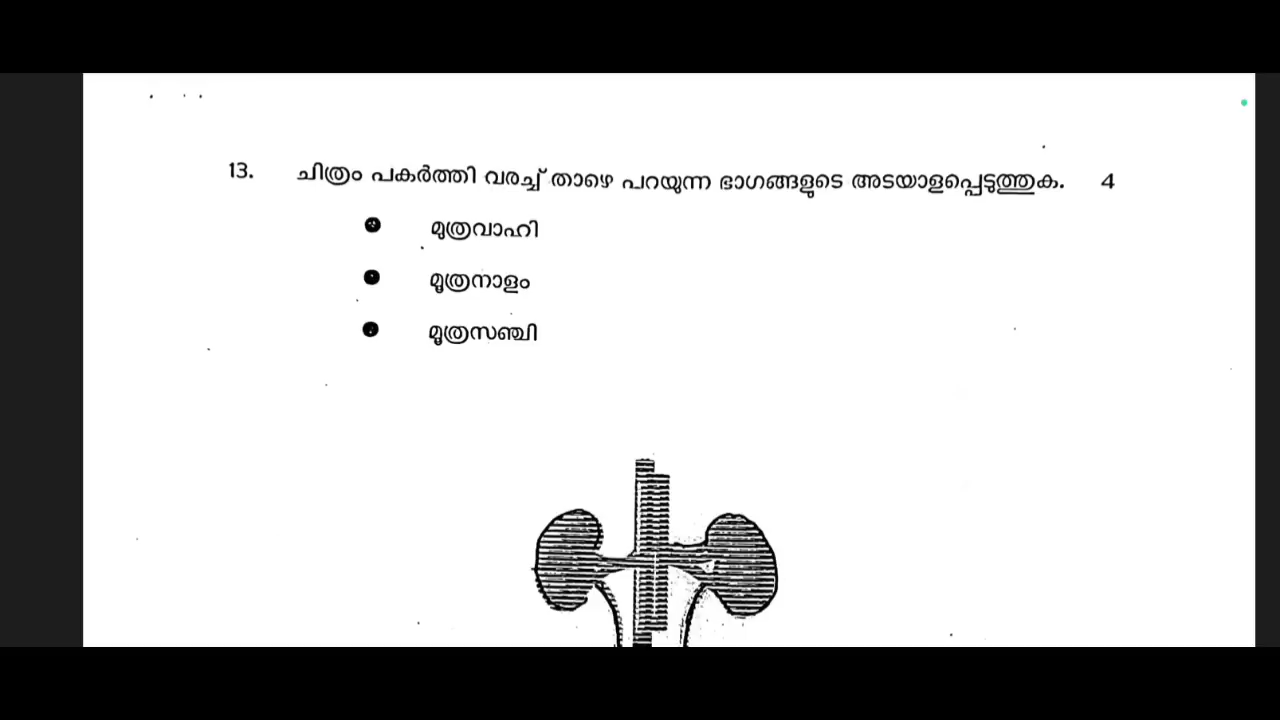 13. ചിത്രം പകർത്തി വരച്ച് താഴെ പറയുന്ന ഭാഗങ്ങളുടെ അടയാളപ്പെടുത്തുക. 4
● മുത്രവാഹി
● മൂത്രനാളം
● മൂത്രസഞ്ചി